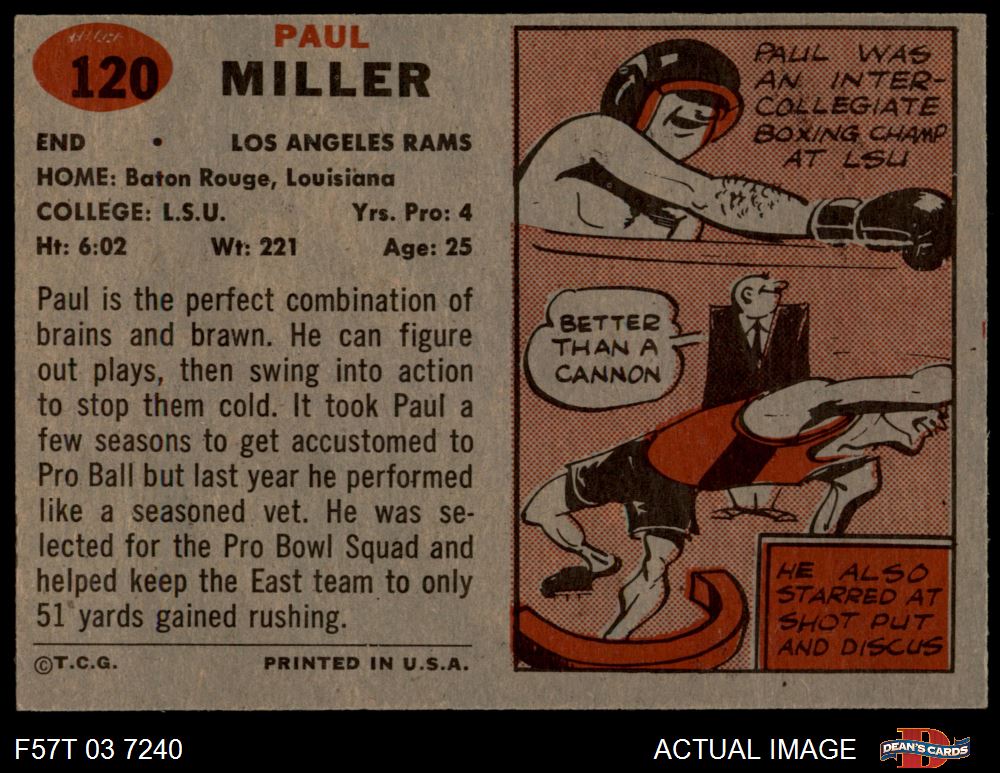 120
PAUL
MILLER
END • LOS ANGELES RAMS
HOME: Baton Rouge, Louisiana
COLLEGE: L.S.U. Yrs. Pro: 4
Ht: 6:02 Wt: 221 Age: 25
Paul is the perfect combination of
brains and brawn. He can figure
out plays, then swing into action
to stop them cold. It took Paul a
few seasons to get accustomed to
Pro Ball but last year he performed
like a seasoned vet. He was se-
lected for the Pro Bowl Squad and
helped keep the East team to only
51 yards gained rushing.
©T.C.G. PRINTED IN U.S.A.
PAUL WAS
AN INTER-
COLLEGIATE
BOXING CHAMP
AT LSU
BETTER
THAN A
CANNON
HE ALSO
STARRED AT
SHOT PUT
AND DISCUS
F57T 03 7240
ACTUAL IMAGE
DEAN'S CARDS